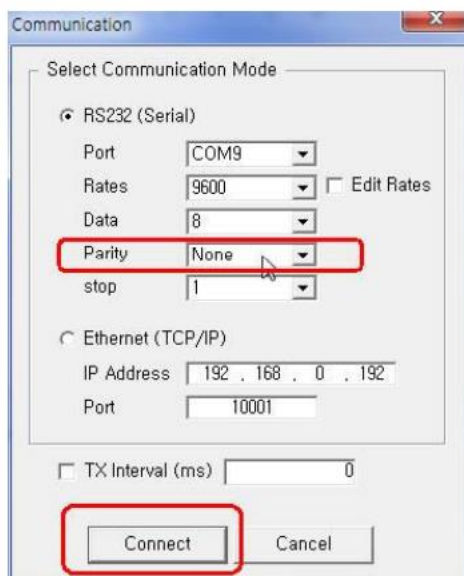 Communication
Select Communication Mode
RS232 (Serial)
Port COM9
Rates 9600 Edit Rates
Data 8
Parity None
stop 1
Ethernet (TCP/IP)
IP Address 192 . 168 . 0 . 192
Port 10001
TX Interval (ms) 0
Connect Cancel